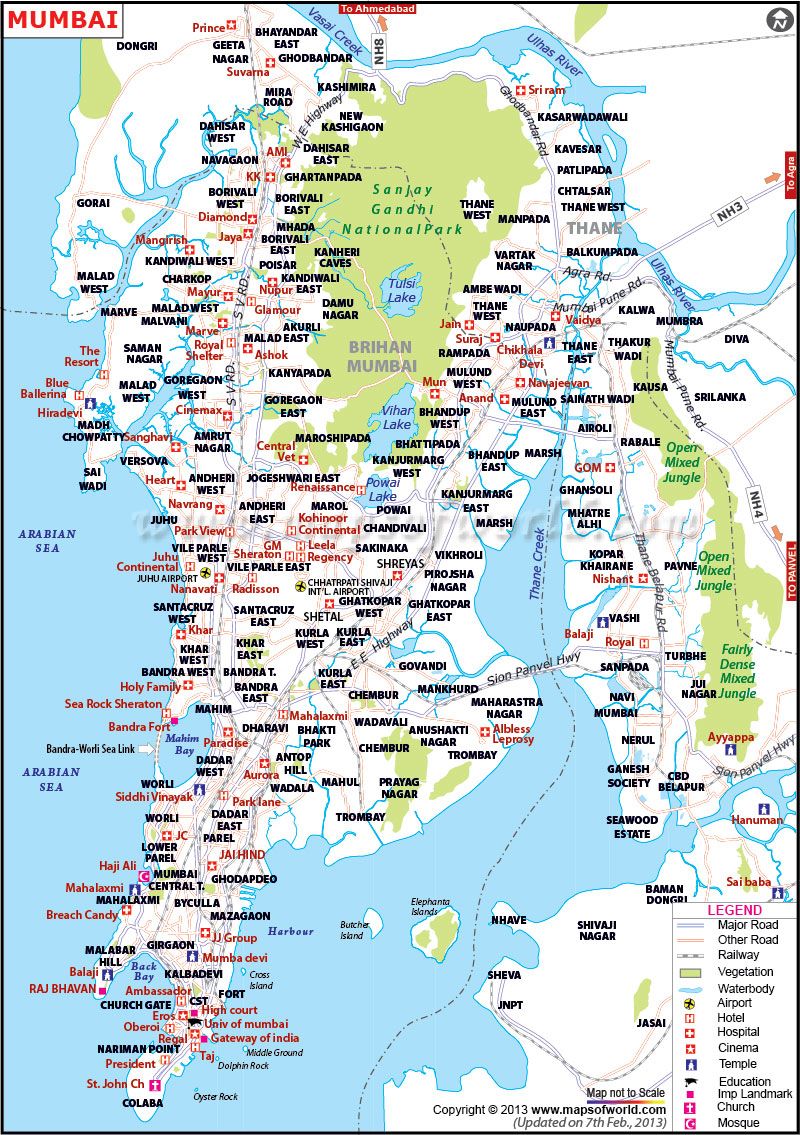 MUMBAI
To Ahmedabad
Prince
BHAYANDAR
EAST
Vasai Creek
NH8
DONGRI
GEETA
NAGAR
GHODBANDAR
Suvarna
Ulhas River
KASHIMIRA
MIRA
ROAD
W.E Highway
NEW
KASHIGAON
Sri ram
Ghodbandar Rd.
KASARWADAWALI
DAHISAR
WEST
DAHISAR
EAST
KAVESAR
NAVAGAON
AMI
PATLIPADA
To Agra
KK
GHARTANPADA
Sanjay
Gandhi
NationalPark
CHTALSAR
BORIVALI
WEST
BORIVALI
EAST
THANE
WEST
THANE WEST
GORAI
Diamond
MANPADA
THANE
NH3
MHADA
Jaya
BORIVALI
EAST
Mangirish
KANHERI
CAVES
VARTAK
NAGAR
BALKUMPADA
KANDIWALI WEST
POISAR
Agra Rd.
Ulhas River
MALAD
WEST
CHARKOP
KANDIWALI
EAST
Tulsi
Lake
AMBE WADI
Mumbai Pune Rd.
Mayur
Nupur
S V RD.
MARVE
MALAD WEST
Glamour
DAMU
NAGAR
THANE
WEST
Vaidya
KALWA
MALVANI
Marve
AKURLI
Jain
NAUPADA
MUMBRA
SAMAN
NAGAR
Royal
Shelter
MALAD EAST
BRIHAN
MUMBAI
Suraj
Chikhala
Devi
THANE
EAST
THAKUR
WADI
DIVA
Mumbai Pune Rd.
The
Resort
Ashok
RAMPADA
S V RD.
KANYAPADA
MULUND
WEST
Navajeevan
KAUSA
SRILANKA
Blue
Ballerina
MALAD
WEST
GOREGAON
WEST
Mun
Anand
MULUND
EAST
SAINATH WADI
Hiradevi
Cinemax
GOREGAON
EAST
Vihar
Lake
BHANDUP
WEST
AIROLI
MADH
CHOWPATTY
Sanghavi
AMRUT
NAGAR
MAROSHIPADA
BHATTIPADA
RABALE
Open
Mixed
Jungle
VERSOVA
Central
Vet
KANJURMARG
WEST
BHANDUP
EAST
MARSH
SAI
WADI
GOM
Heart
ANDHERI
WEST
JOGESHWARI EAST
Renaissance
Powai
Lake
KANJURMARG
EAST
GHANSOLI
NH4
Navrang
ANDHERI
EAST
MAROL
POWAI
MHATRE
ALHI
JUHU
Park View
Kohinoor
Continental
CHANDIVALI
MARSH
ARABIAN
SEA
mapsofworld.com
Thane Belapur Rd.
VILE PARLE
WEST
GM
Sheraton
Leela
Regency
SAKINAKA
VIKHROLI
Thane Creek
KOPAR
KHAIRANE
PAVNE
Open
Mixed
Jungle
To PANVEL
Juhu
Continental
VILE PARLE EAST
SHREYAS
PIROJSHA
NAGAR
Nishant
JUHU AIRPORT
Nanavati
Radisson
CHHATRPATI SHIVAJI
INT'L. AIRPORT
SANTACRUZ
WEST
SANTACRUZ
EAST
SHETAL
GHATKOPAR
WEST
GHATKOPAR
EAST
VASHI
Khar
KURLA
WEST
KURLA
EAST
E.E Highway
Balaji
Royal
KHAR
WEST
KHAR
EAST
GOVANDI
Sion Panvel Hwy
SANPADA
TURBHE
Fairly
Dense
Mixed
Jungle
BANDRA WEST
BANDRA T.
KURLA
EAST
Holy Family
BANDRA
EAST
CHEMBUR
MANKHURD
NAVI
MUMBAI
JUI
NAGAR
Sea Rock Sheraton
MAHIM
Mahalaxmi
MAHARASTRA
NAGAR
Bandra Fort
DHARAVI
BHAKTI
PARK
WADAVALI
ANUSHAKTI
NAGAR
Albless
Leprosy
Mahim
Bay
Paradise
CHEMBUR
NERUL
Ayyappa
Bandra-Worli Sea Link
TROMBAY
ARABIAN
SEA
DADAR
WEST
Aurora
ANTOP
HILL
GANESH
SOCIETY
Sion Panvel Hwy
WORLI
WADALA
MAHUL
PRAYAG
NAGAR
CBD
BELAPUR
Siddhi Vinayak
Park lane
WORLI
DADAR
EAST
TROMBAY
SEAWOOD
ESTATE
Hanuman
JC
PAREL
LOWER
PAREL
JAI HIND
Haji Ali
MUMBAI
CENTRAL T.
GHODAPDEO
Sai baba
Mahalaxmi
BAMAN
DONGRI
MAHALAXMI
BYCULLA
Elephanta
Islands
Breach Candy
MAZAGAON
LEGEND
NHAVE
Butcher
Island
SHIVAJI
NAGAR
Major Road
JJ Group
Harbour
Other Road
MALABAR
HILL
GIRGAON
Mumba devi
Railway
Balaji
Back
Bay
KALBADEVI
Cross
Island
SHEVA
Vegetation
RAJ BHAVAN
Ambassador
FORT
Waterbody
CHURCH GATE
CST
JNPT
Airport
Eros
High court
Hotel
Oberoi
Univ of mumbai
JASAI
Hospital
Regal
Gateway of india
Cinema
NARIMAN POINT
Taj
Middle Ground
Temple
President
Dolphin Rock
Education
St. John Ch
Map not to Scale
Imp Landmark
COLABA
Oyster Rock
Copyright © 2013 www.mapsofworld.com
Church
(Updated on 7th Feb., 2013)
Mosque